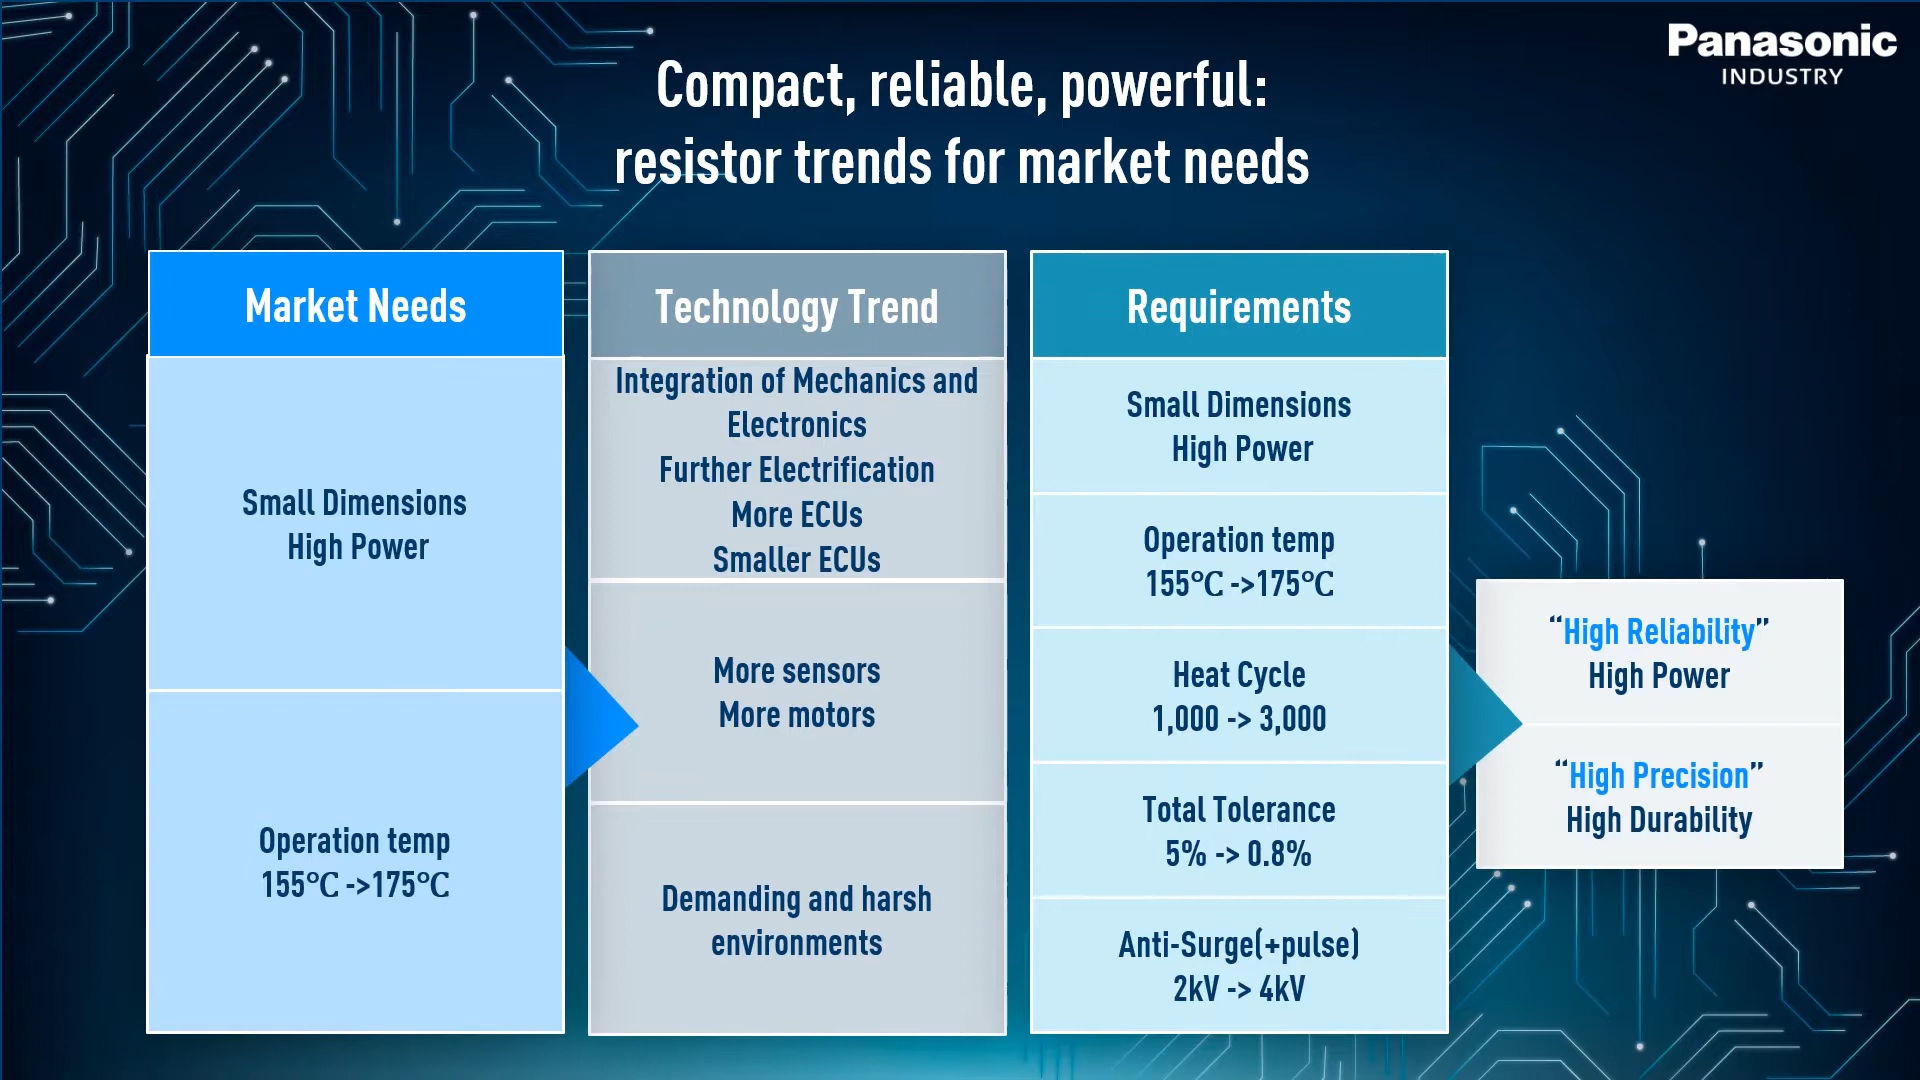 Panasonic
INDUSTRY
Compact, reliable, powerful:
resistor trends for market needs
Market Needs
Small Dimensions
High Power
Operation temp
155℃ ->175℃
Technology Trend
Integration of Mechanics and
Electronics
Further Electrification
More ECUs
Smaller ECUs
More sensors
More motors
Demanding and harsh
environments
Requirements
Small Dimensions
High Power
Operation temp
155℃ ->175℃
Heat Cycle
1,000 -> 3,000
Total Tolerance
5% -> 0.8%
Anti-Surge(+pulse)
2kV -> 4kV
“High Reliability”
High Power
“High Precision”
High Durability